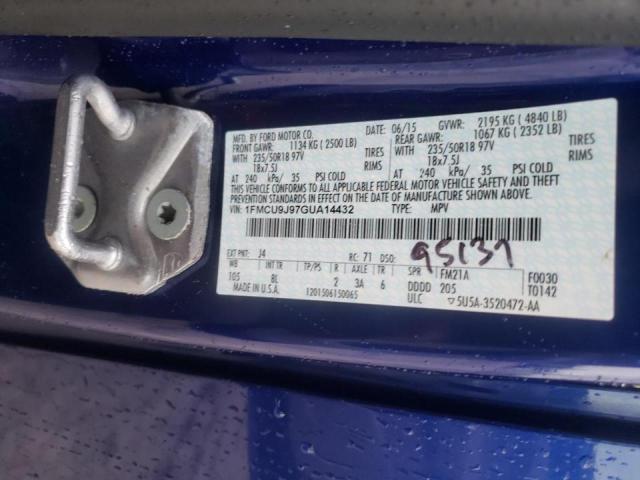 MFD. BY FORD MOTOR CO.
DATE: 06/15 GVWR: 2195 KG ( 4840 LB)
FRONT GAWR: 1134 KG ( 2500 LB) REAR GAWR: 1067 KG ( 2352 LB)
WITH 235/50R18 97V TIRES WITH 235/50R18 97V TIRES
18x7.5J RIMS 18x7.5J RIMS
AT 240 kPa/ 35 PSI COLD AT 240 kPa/ 35 PSI COLD
THIS VEHICLE CONFORMS TO ALL APPLICABLE FEDERAL MOTOR VEHICLE SAFETY AND THEFT
PREVENTION STANDARDS IN EFFECT ON THE DATE OF MANUFACTURE SHOWN ABOVE.
VIN: 1FMCU9J97GUA14432 TYPE: MPV
95137
EXT PNT: J4 RC: 71 DSO:
WB INT TR TP/PS R AXLE TR SPR FM21A F0030
105 8L 2 3A 6 DDDD 205 T0142
1201506150065 ULC ▽5U5A-3520472-AA